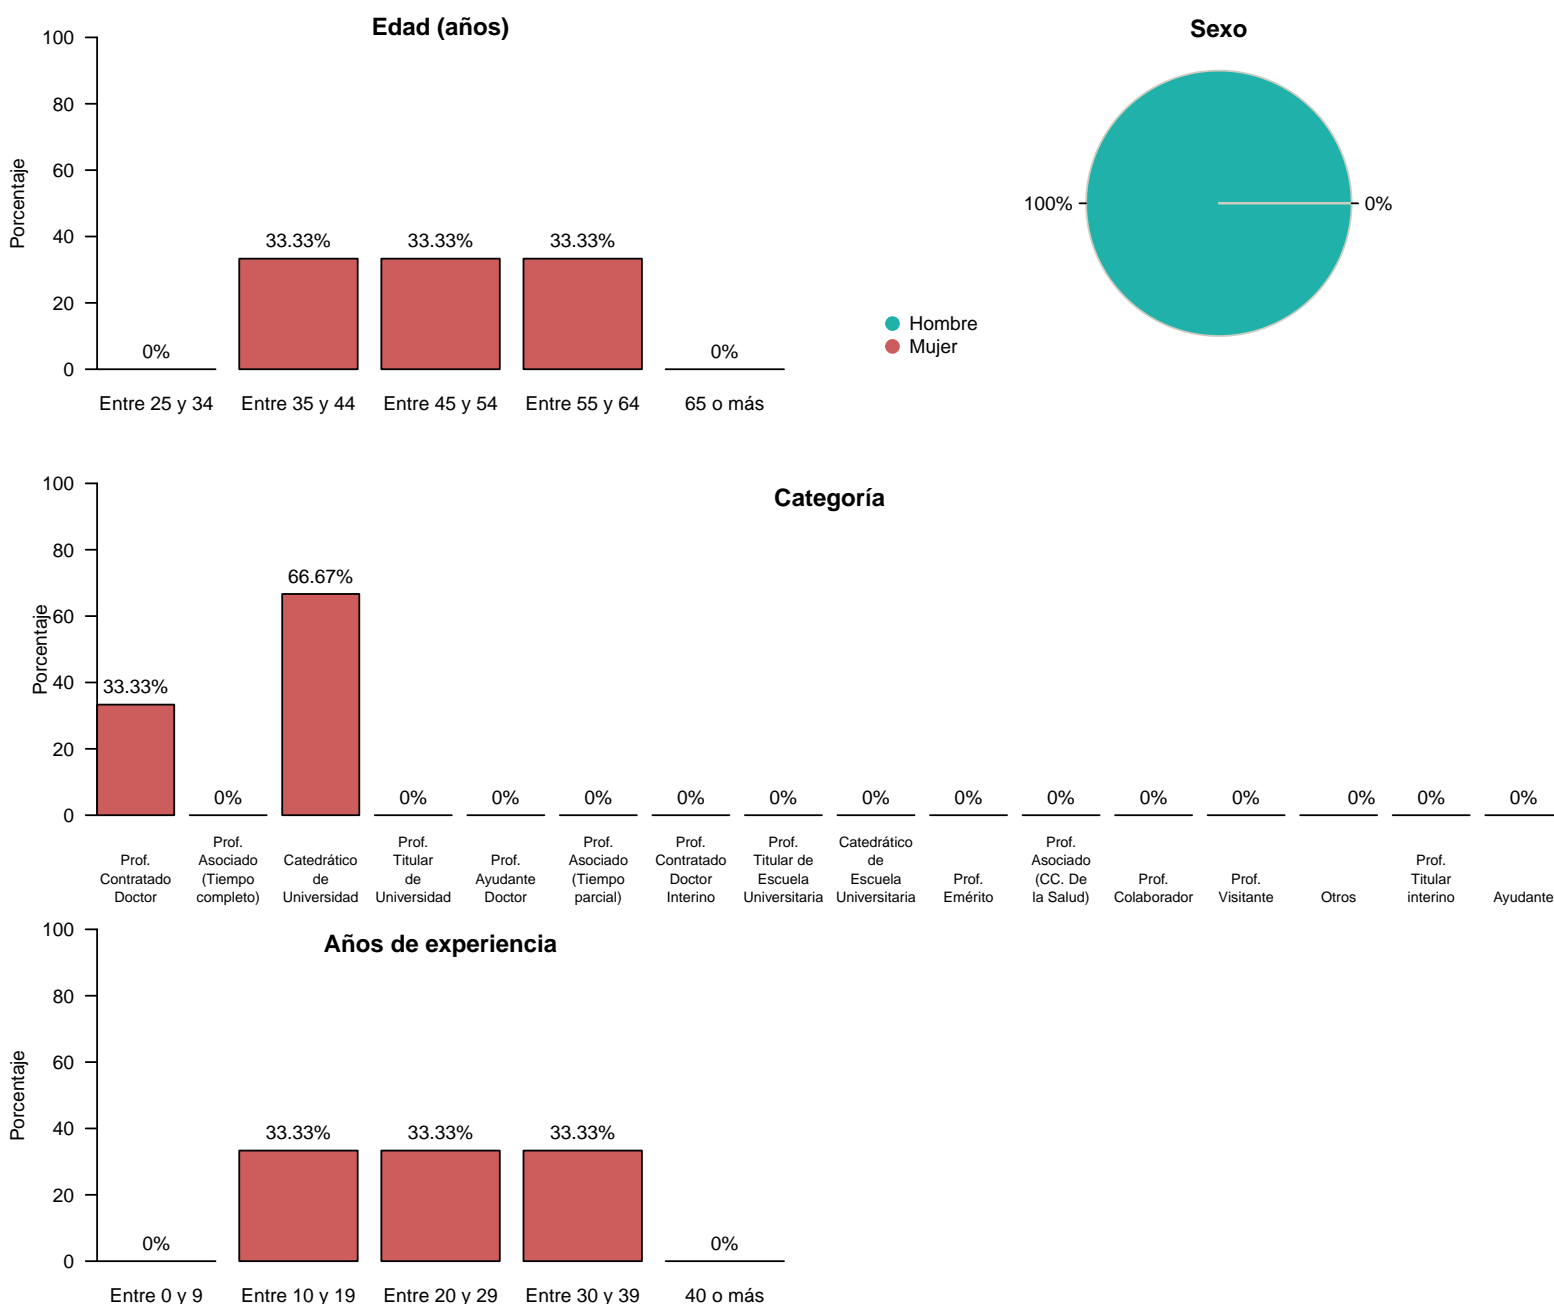 Edad (años)
Porcentaje
100
80
60
40
20
0
0%
33.33%
33.33%
33.33%
0%
Entre 25 y 34
Entre 35 y 44
Entre 45 y 54
Entre 55 y 64
65 o más
Sexo
100%
0%
Hombre
Mujer
Categoría
Porcentaje
100
80
60
40
20
0
33.33%
0%
66.67%
0%
0%
0%
0%
0%
0%
0%
0%
0%
0%
0%
0%
0%
Prof.
Contratado
Doctor
Prof.
Asociado
(Tiempo
completo)
Catedrático
de
Universidad
Prof.
Titular
de
Universidad
Prof.
Ayudante
Doctor
Prof.
Asociado
(Tiempo
parcial)
Prof.
Contratado
Doctor
Interino
Prof.
Titular de
Escuela
Universitaria
Catedrático
de
Escuela
Universitaria
Prof.
Emérito
Prof.
Asociado
(CC. De
la Salud)
Prof.
Colaborador
Prof.
Visitante
Otros
Prof.
Titular
interino
Ayudante
Años de experiencia
Porcentaje
100
80
60
40
20
0
0%
33.33%
33.33%
33.33%
0%
Entre 0 y 9
Entre 10 y 19
Entre 20 y 29
Entre 30 y 39
40 o más